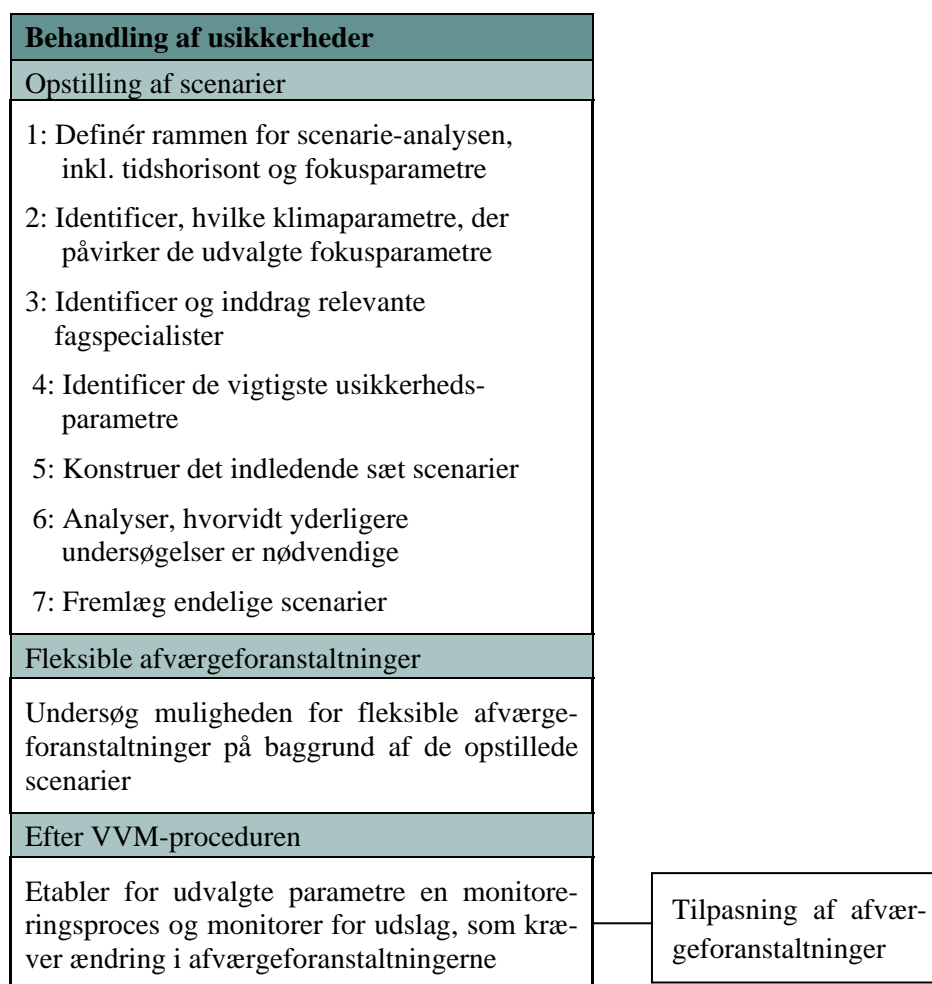 Behandling af usikkerheder
Opstilling af scenarier
1: Definér rammen for scenarie-analysen,
inkl. tidshorisont og fokusparametre
2: Identificer, hvilke klimaparametre, der
påvirker de udvalgte fokusparametre
3: Identificer og inddrag relevante
fagspecialister
4: Identificer de vigtigste usikkerheds-
parametre
5: Konstruer det indledende sæt scenarier
6: Analyser, hvorvidt yderligere
undersøgelser er nødvendige
7: Fremlæg endelige scenarier
Fleksible afværgeforanstaltninger
Undersøg muligheden for fleksible afværge-
foranstaltninger på baggrund af de opstillede
scenarier
Efter VVM-proceduren
Etabler for udvalgte parametre en monitore-
ringsproces og monitorer for udslag, som kræ-
ver ændring i afværgeforanstaltningerne
Tilpasning af afvær-
geforanstaltninger